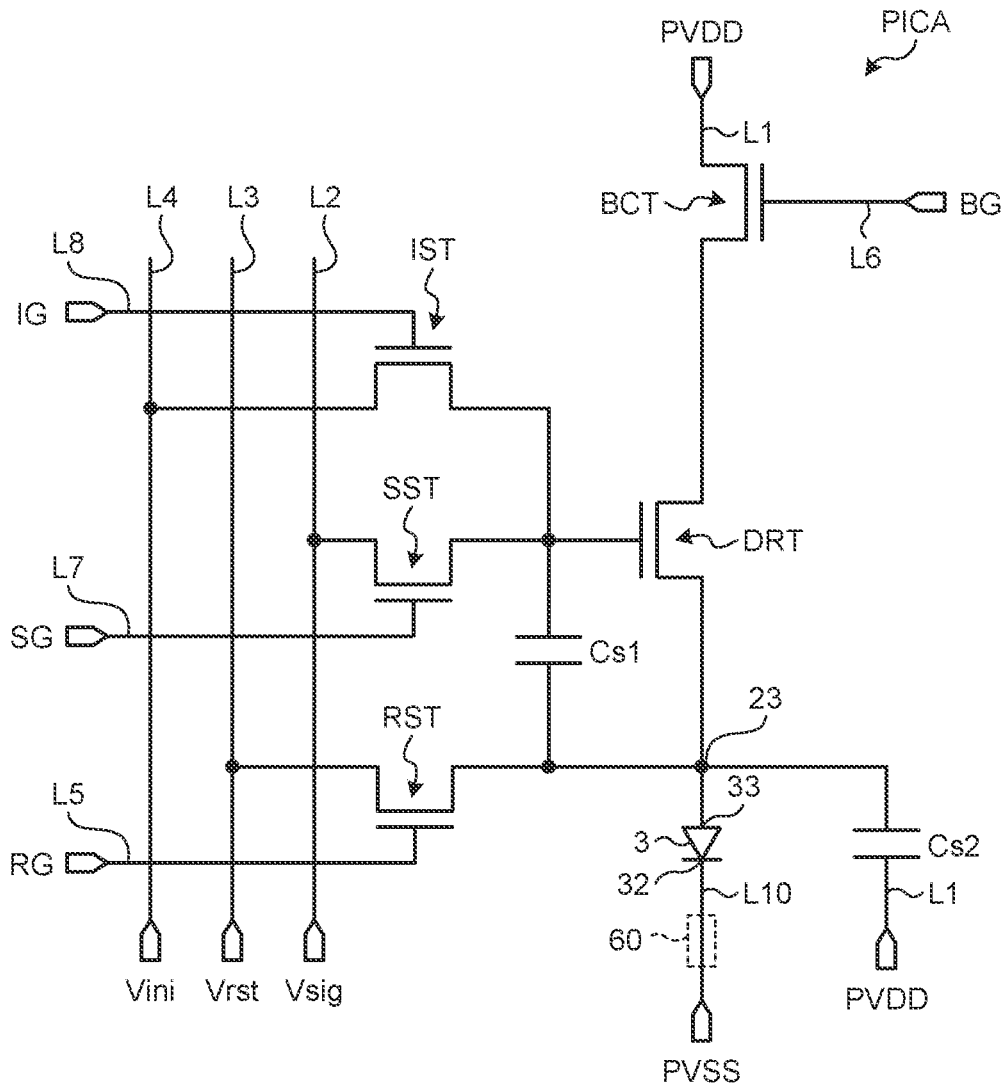 PICA
PVDD
L1
BCT
BG
L6
L4
L3
L2
L8
IST
IG
SST
DRT
L7
SG
Cs1
RST
23
L5
33
3
Cs2
RG
32
L10
L1
60
Vini
Vrst
Vsig
PVDD
PVSS